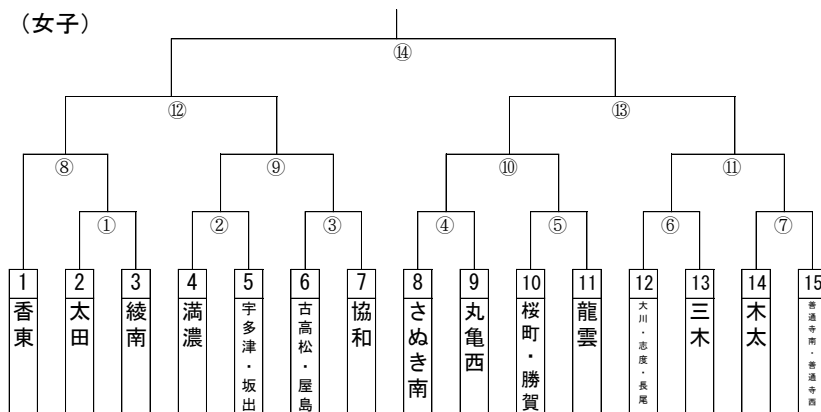 （女子）
⑭
⑫ ⑬
⑧ ⑨ ⑩ ⑪
① ② ③ ④ ⑤ ⑥ ⑦
1 2 3 4 5 6 7 8 9 10 11 12 13 14 15
香東
太田
綾南
満濃
宇多津・坂出
古高松・屋島
協和
さぬき南
丸亀西
桜町・勝賀
龍雲
大川・志度・長尾
三木
木太
善通寺南・善通寺西